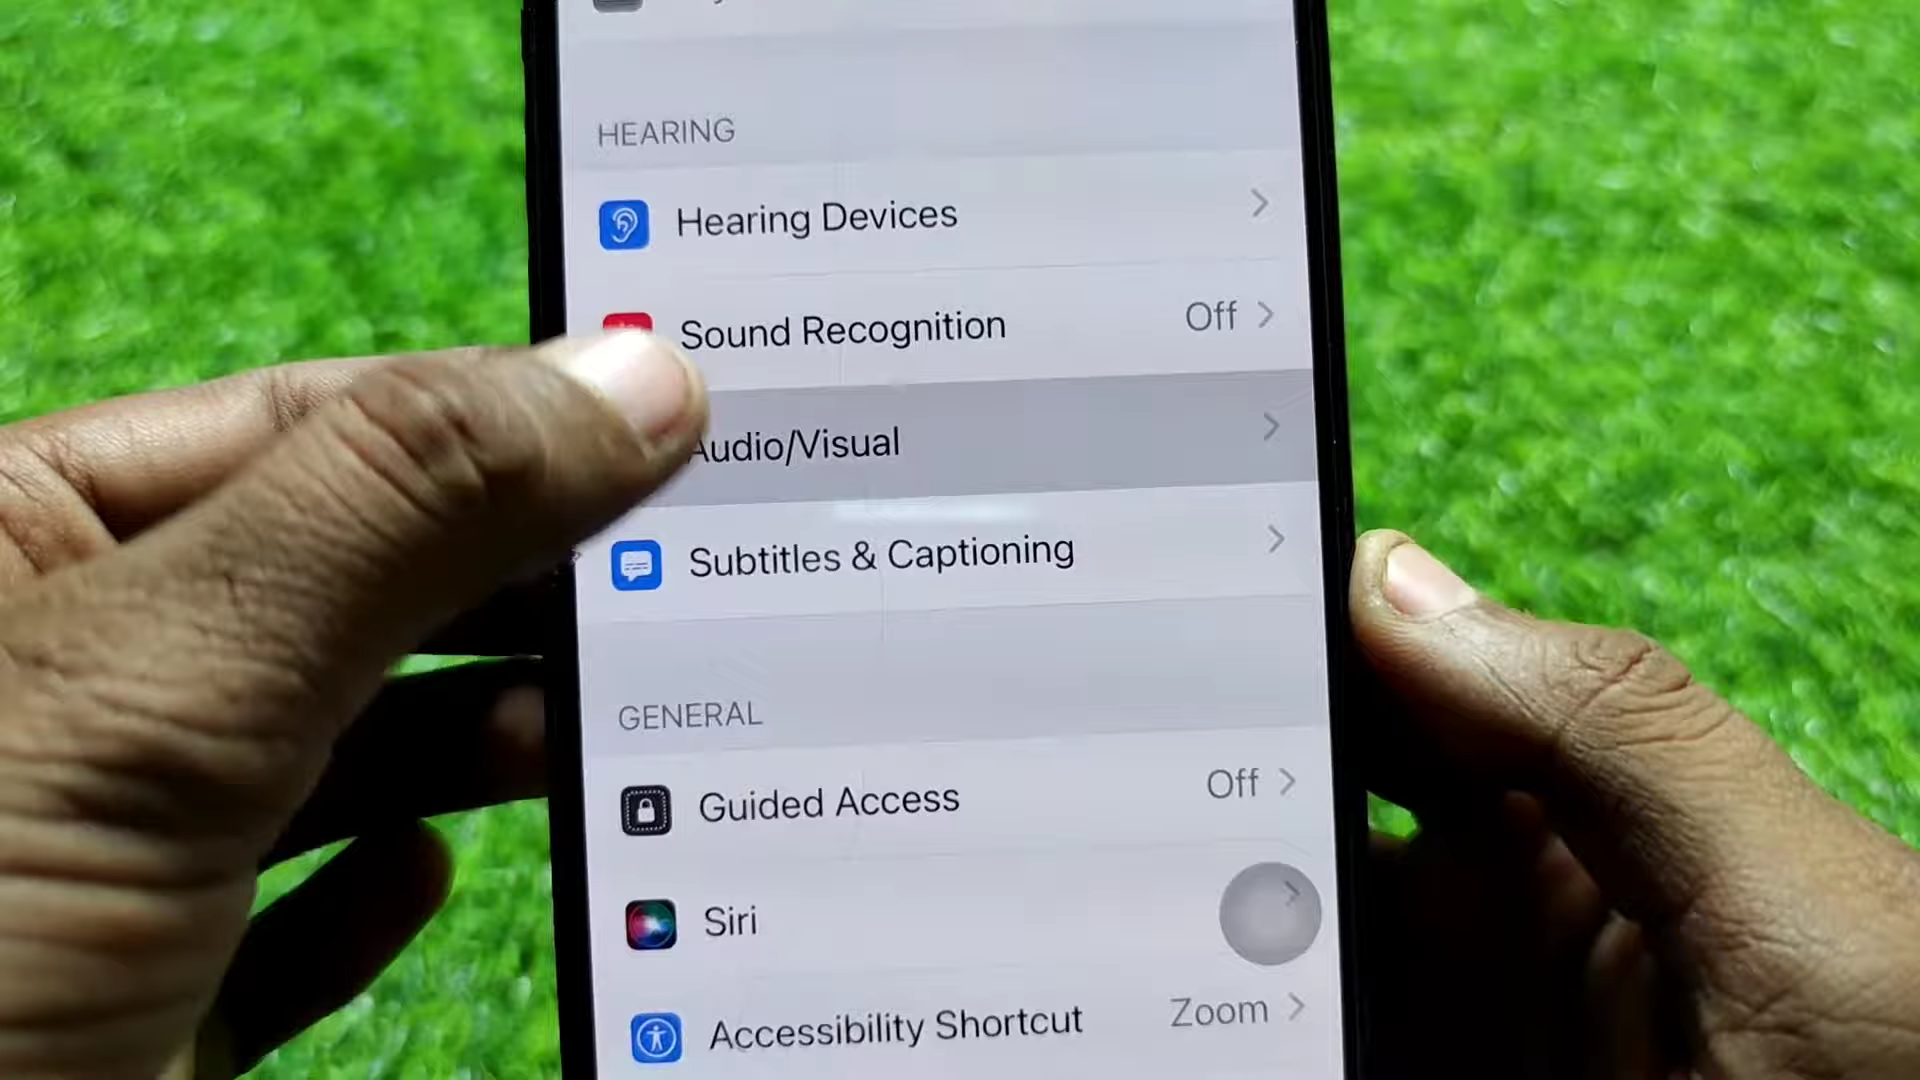 HEARING
Hearing Devices
Sound Recognition Off
Audio/Visual
Subtitles & Captioning
GENERAL
Guided Access Off
Siri
Accessibility Shortcut Zoom